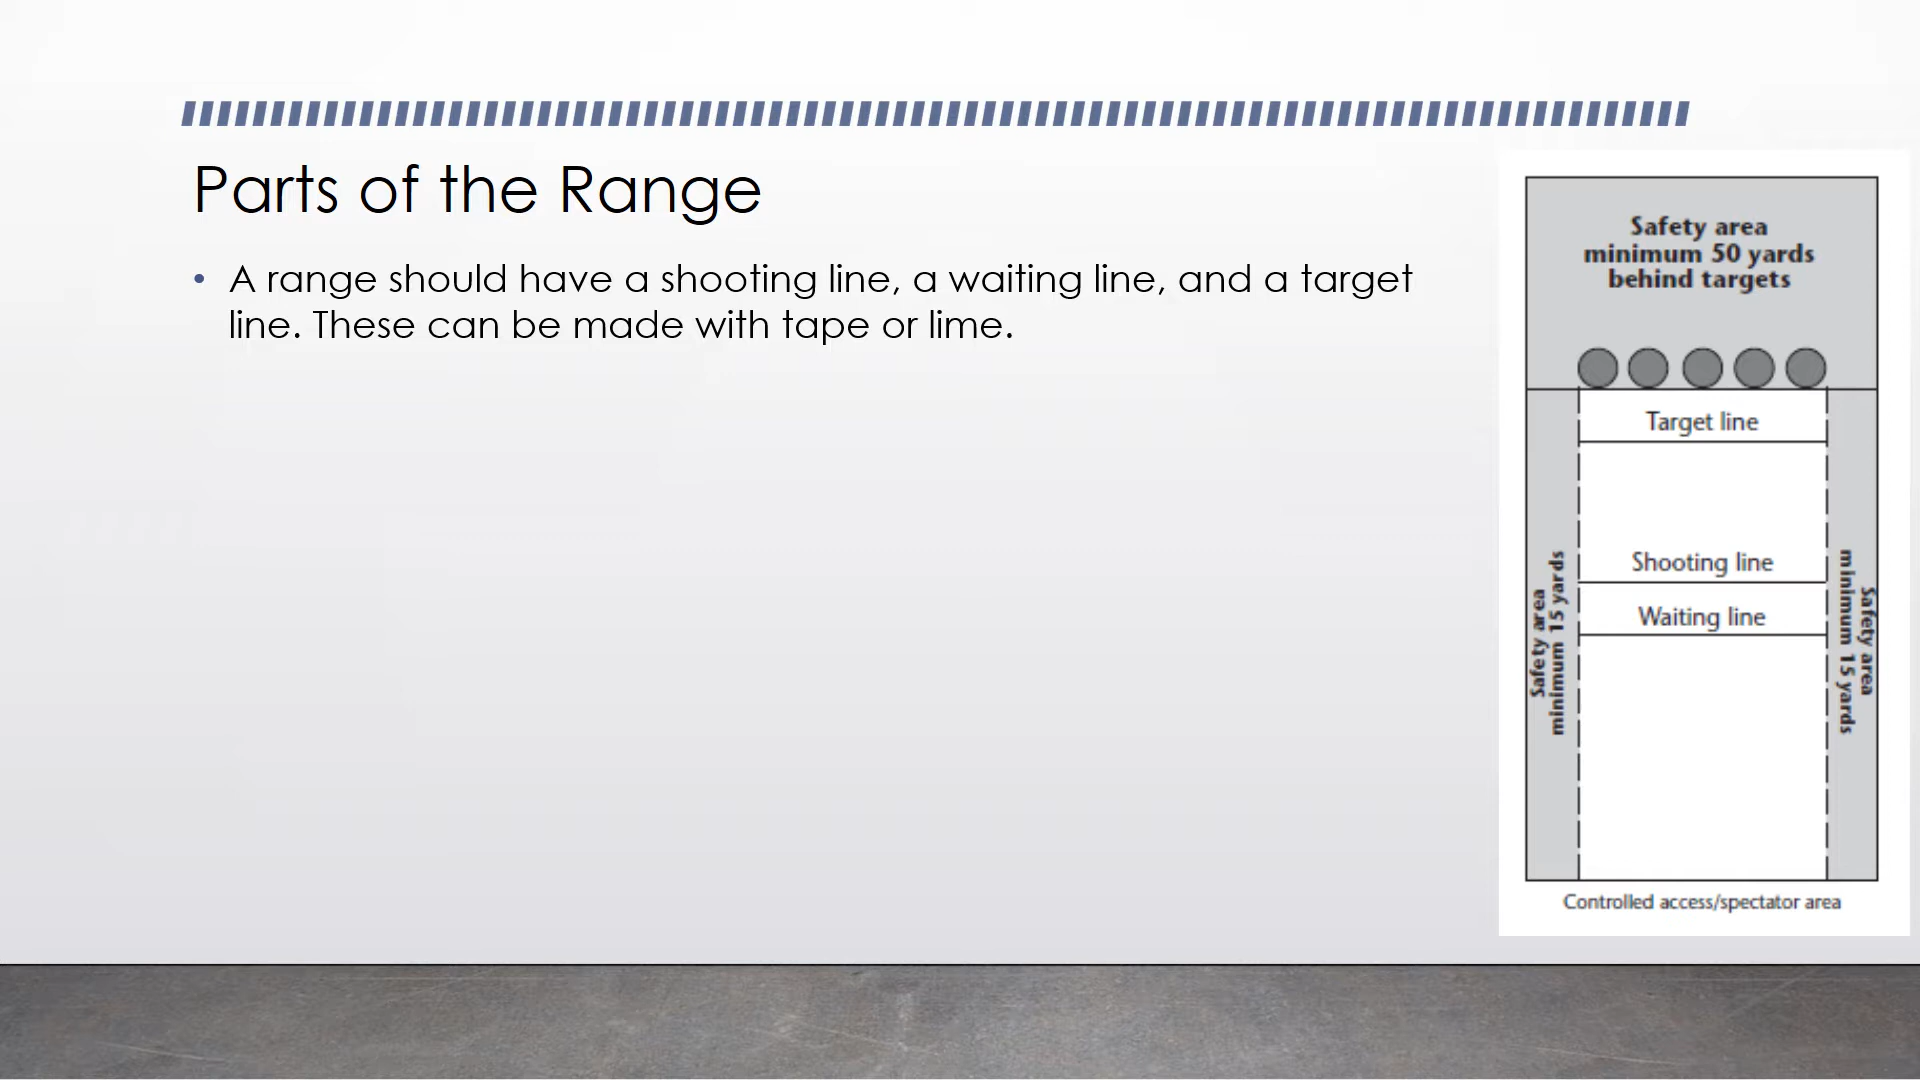 Parts of the Range
• A range should have a shooting line, a waiting line, and a target
line. These can be made with tape or lime.
Safety area
minimum 50 yards
behind targets
Target line
Shooting line
Waiting line
Safety area
minimum 15 yards
Safety area
minimum 15 yards
Controlled access/spectator area